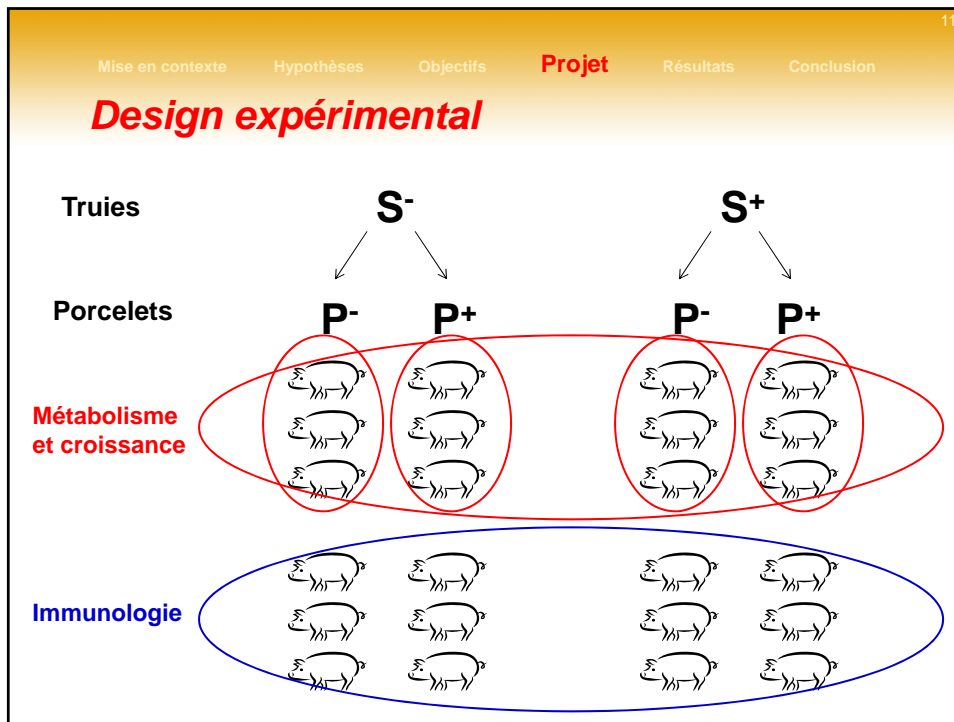 11
Mise en contexte Hypothèses Objectifs Projet Résultats Conclusion
Design expérimental
Truies S- S+
Porcelets P- P+ P- P+
Métabolisme
et croissance
Immunologie